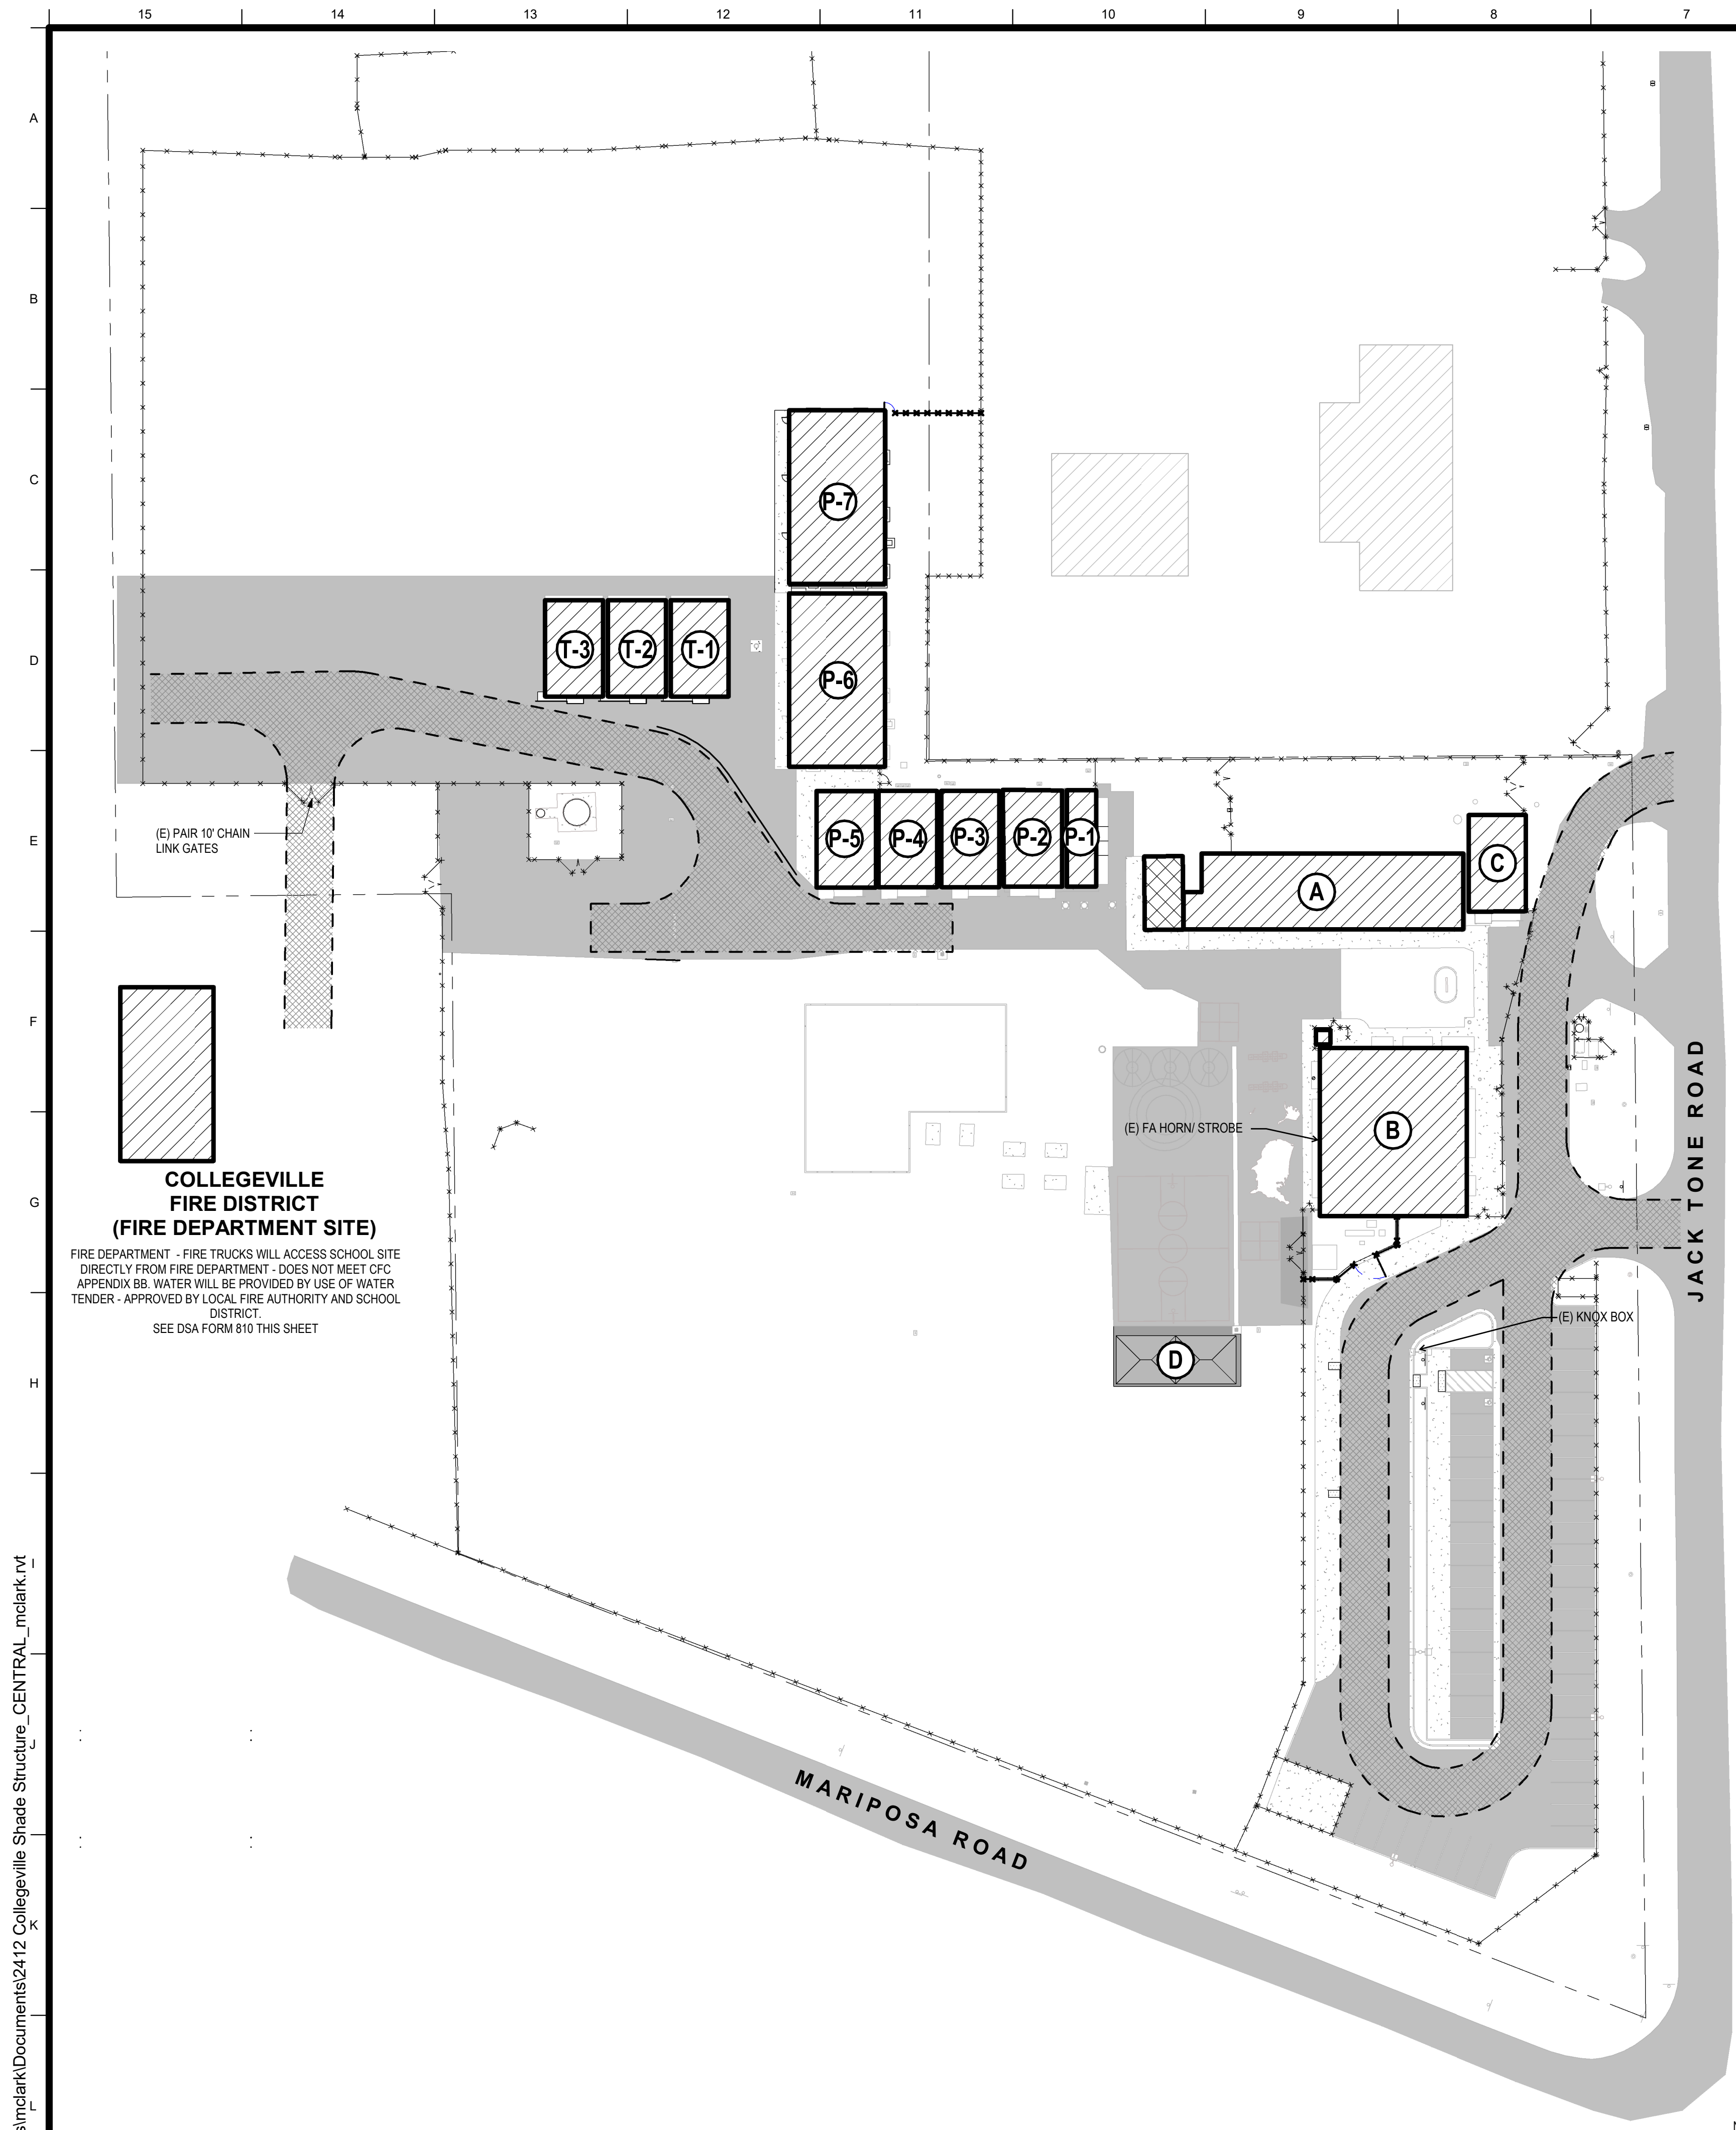 15 14 13 12 11 10 9 8 7
A
B
C
P-7
D
T-3 T-2 T-1
P-6
E
(E) PAIR 10' CHAIN
LINK GATES
P-5 P-4 P-3 P-2 P-1
A
C
F
(E) FA HORN/ STROBE
B
JACK TONE ROAD
COLLEGEVILLE
FIRE DISTRICT
(FIRE DEPARTMENT SITE)
G
FIRE DEPARTMENT - FIRE TRUCKS WILL ACCESS SCHOOL SITE
DIRECTLY FROM FIRE DEPARTMENT - DOES NOT MEET CFC
APPENDIX BB. WATER WILL BE PROVIDED BY USE OF WATER
TENDER - APPROVED BY LOCAL FIRE AUTHORITY AND SCHOOL
DISTRICT.
SEE DSA FORM 810 THIS SHEET
(E) KNOX BOX
D
H
I
J
MARIPOSA ROAD
K
L
s\mclark\Documents\2412 Collegeville Shade Structure_CENTRAL_mclark.rvt